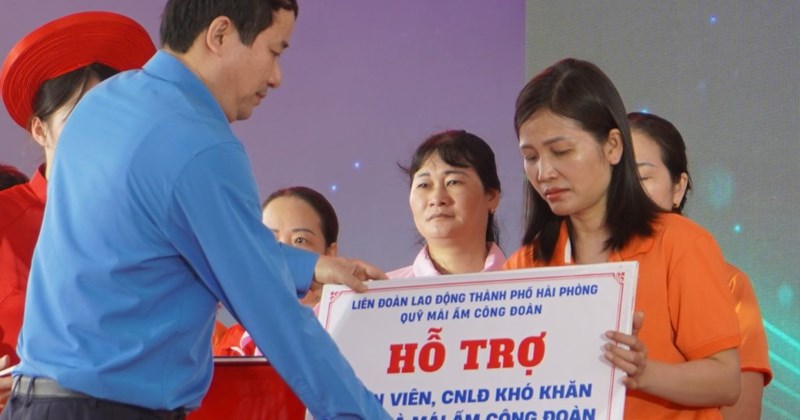 LIÊN ĐOÀN LAO ĐỘNG THÀNH PHỐ HẢI PHÒNG
QUỸ MÁI ẤM CÔNG ĐOÀN
HỖ TRỢ
VIÊN, CNLĐ KHÓ KHĂN
MÁI ẤM CÔNG ĐOÀN